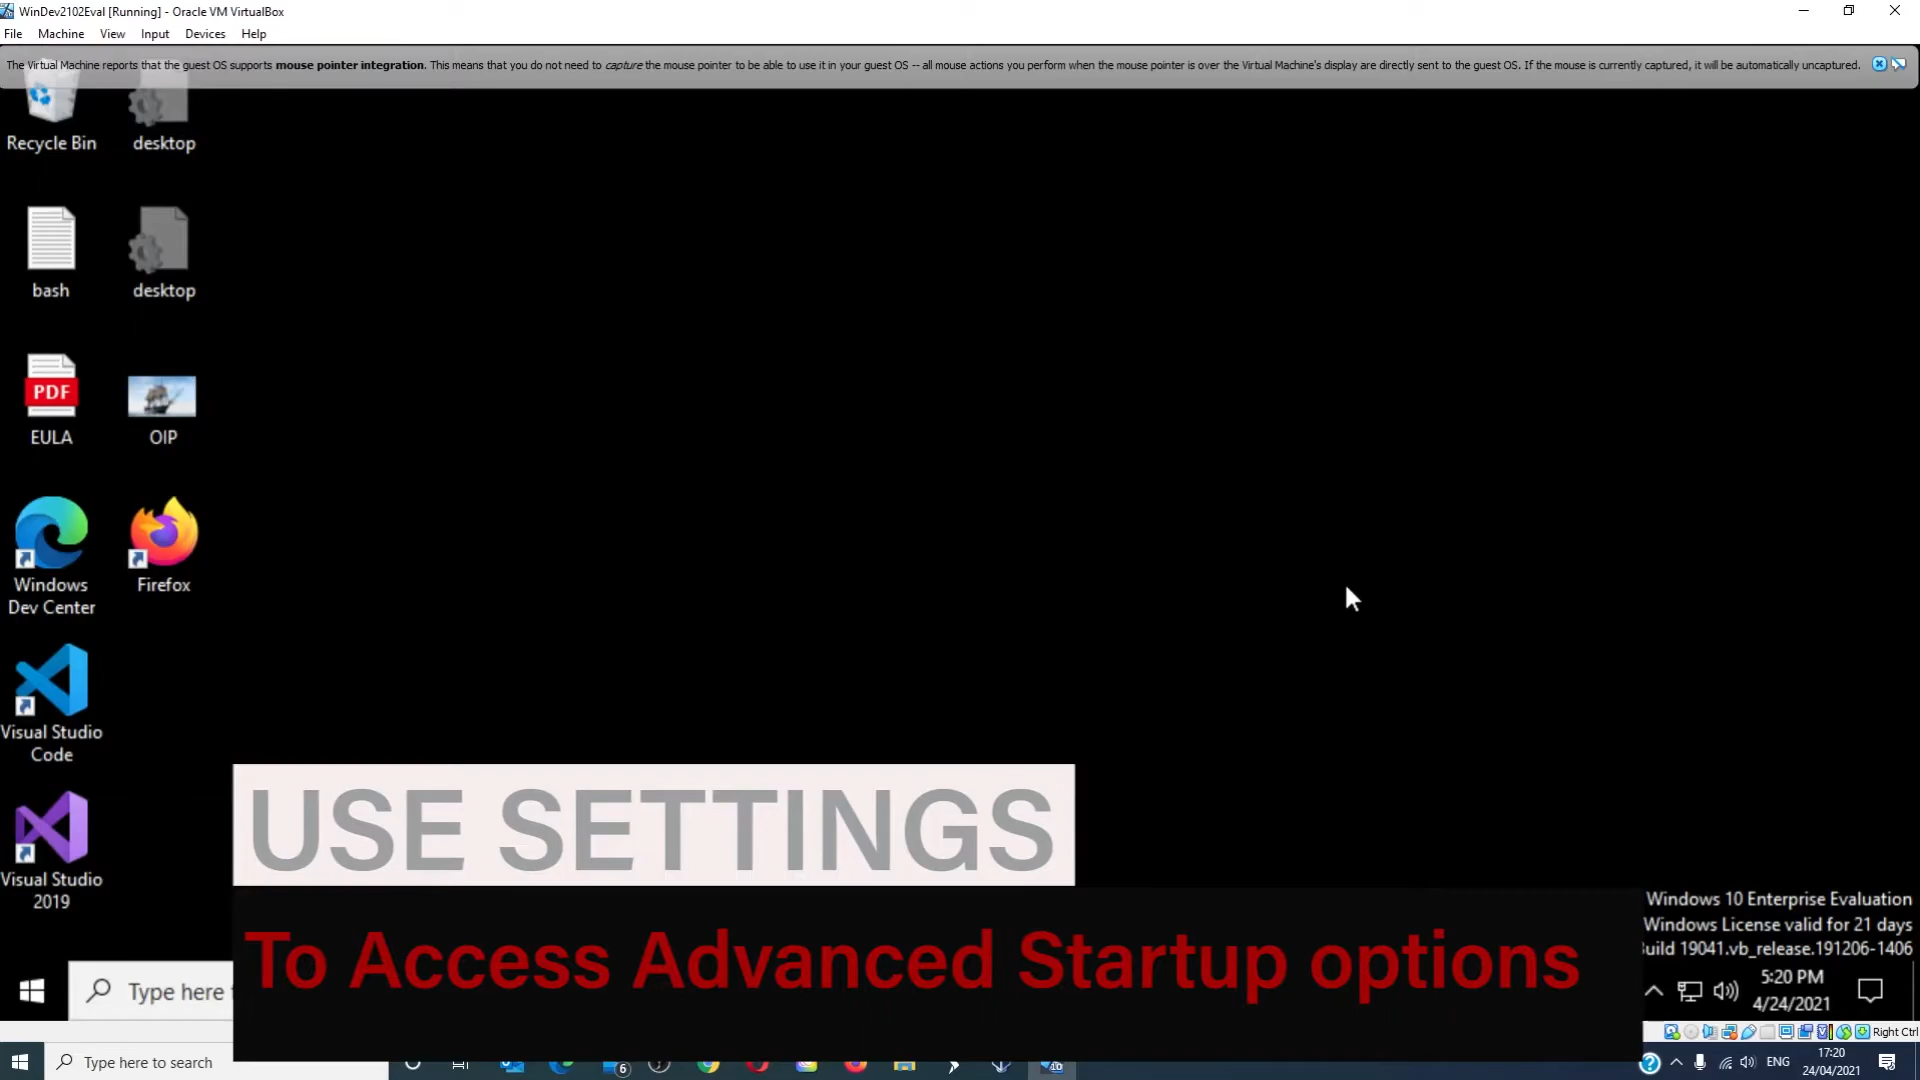 WinDev2102Eval [Running] - Oracle VM VirtualBox
File Machine View Input Devices Help
The Virtual Machine reports that the guest OS supports mouse pointer integration. This means that you do not need to capture the mouse pointer to be able to use it in your guest OS -- all mouse actions you perform when the mouse pointer is over the Virtual Machine's display are directly sent to the guest OS. If the mouse is currently captured, it will be automatically uncaptured.
Recycle Bin
desktop
bash
desktop
PDF
EULA
OIP
Windows
Dev Center
Firefox
Visual Studio
Code
Visual Studio
2019
USE SETTINGS
To Access Advanced Startup options
Windows 10 Enterprise Evaluation
Windows License valid for 21 days
Build 19041.vb_release.191206-1406
Type here
5:20 PM
4/24/2021
Right Ctrl
Type here to search
6
ENG
17:20
24/04/2021